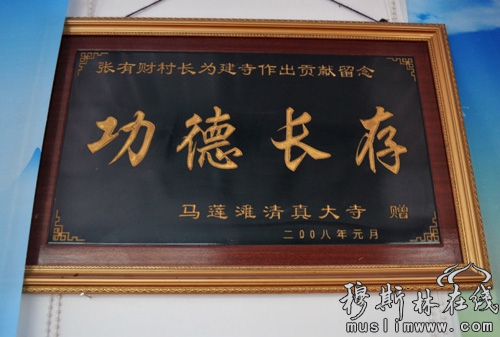 张有财村长为建寺作出贡献留念
功德长存
马莲滩清真大寺 赠
二〇〇八年元月
穆斯林在线
muslimwww.com